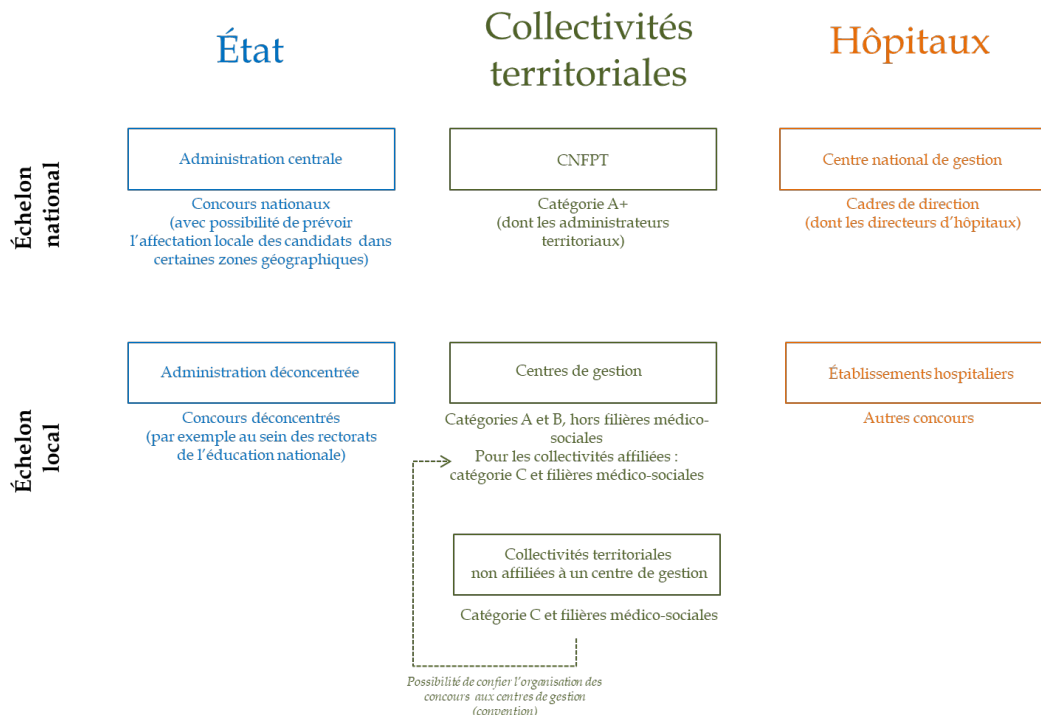 État
Collectivités
territoriales
Hôpitaux
Échelon
national
Administration centrale
Concours nationaux
(avec possibilité de prévoir
l’affectation locale des candidats dans
certaines zones géographiques)
CNFPT
Catégorie A+
(dont les administrateurs
territoriaux)
Centre national de gestion
Cadres de direction
(dont les directeurs d’hôpitaux)
Échelon
local
Administration déconcentrée
Concours déconcentrés
(par exemple au sein des rectorats
de l’éducation nationale)
Centres de gestion
Catégories A et B, hors filières médico-
sociales
Pour les collectivités affiliées :
catégorie C et filières médico-sociales
Établissements hospitaliers
Autres concours
Collectivités territoriales
non affiliées à un centre de gestion
Catégorie C et filières médico-sociales
Possibilité de confier l’organisation des
concours aux centres de gestion
(convention)